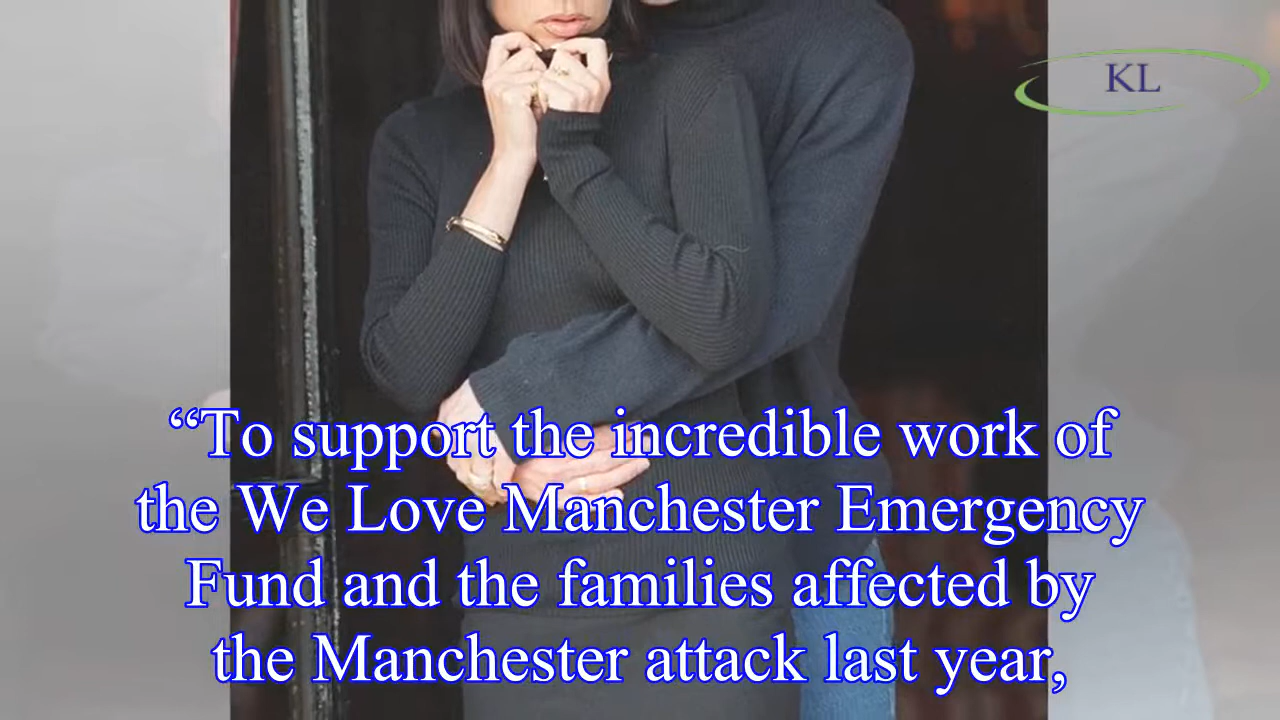 KL
“To support the incredible work of
the We Love Manchester Emergency
Fund and the families affected by
the Manchester attack last year,